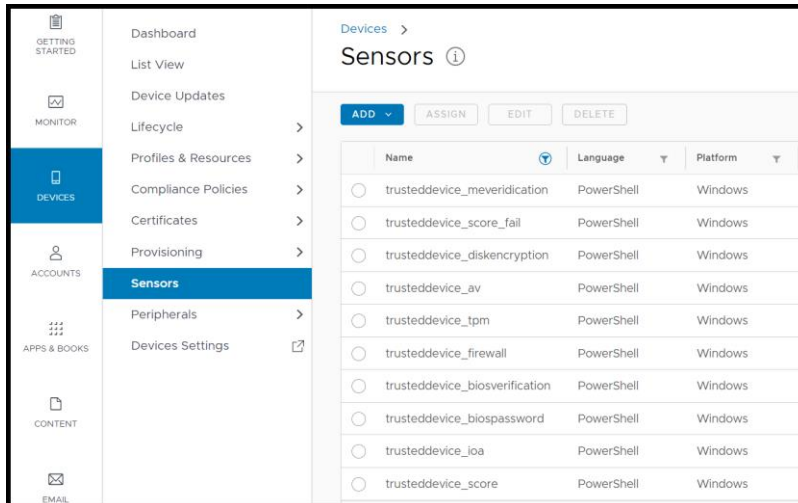 GETTING
STARTED
MONITOR
DEVICES
ACCOUNTS
APPS & BOOKS
CONTENT
EMAIL
Dashboard
List View
Device Updates
Lifecycle
Profiles & Resources
Compliance Policies
Certificates
Provisioning
Sensors
Peripherals
Devices Settings
Devices >
Sensors
ADD ASSIGN EDIT DELETE
Name Language Platform
trusteddevice_meveridication PowerShell Windows
trusteddevice_score_fail PowerShell Windows
trusteddevice_diskencryption PowerShell Windows
trusteddevice_av PowerShell Windows
trusteddevice_tpm PowerShell Windows
trusteddevice_firewall PowerShell Windows
trusteddevice_biosverification PowerShell Windows
trusteddevice_biospassword PowerShell Windows
trusteddevice_ioa PowerShell Windows
trusteddevice_score PowerShell Windows